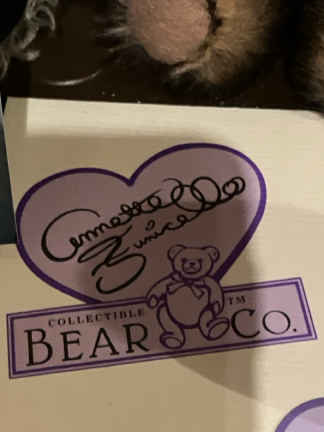 Annette
Funicello
COLLECTIBLE
BEAR CO.
TM